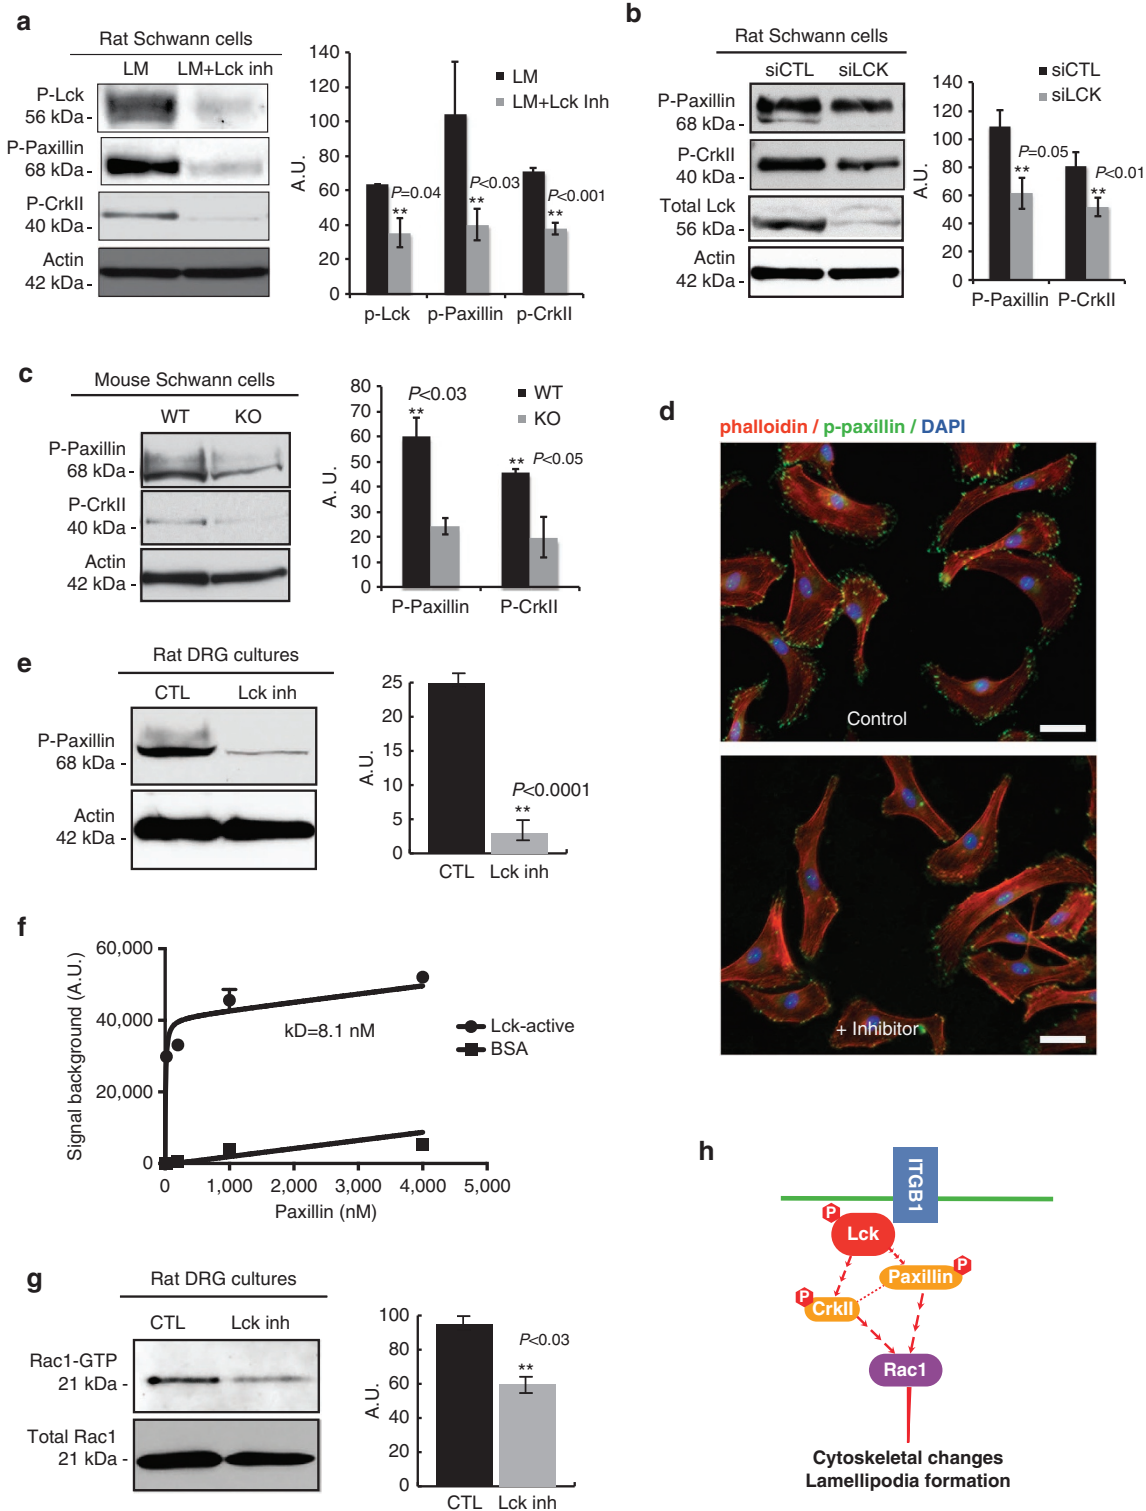 a
Rat Schwann cells
LM LM+Lck inh
P-Lck
56 kDa -
P-Paxillin
68 kDa -
P-CrkII
40 kDa -
Actin
42 kDa -
140
120
100
80
60
40
20
0
A.U.
LM
LM+Lck Inh
P=0.04
**
P<0.03
**
P<0.001
**
p-Lck p-Paxillin p-CrkII
b
Rat Schwann cells
siCTL siLCK
P-Paxillin
68 kDa -
P-CrkII
40 kDa -
Total Lck
56 kDa -
Actin
42 kDa -
140
120
100
80
60
40
20
0
A.U.
siCTL
siLCK
P=0.05
**
P<0.01
**
P-Paxillin P-CrkII
c
Mouse Schwann cells
WT KO
P-Paxillin
68 kDa -
P-CrkII
40 kDa -
Actin
42 kDa -
80
70
60
50
40
30
20
10
0
A. U.
WT
KO
P<0.03
**
P<0.05
**
P-Paxillin P-CrkII
d
phalloidin / p-paxillin / DAPI
Control
+ Inhibitor
e
Rat DRG cultures
CTL Lck inh
P-Paxillin
68 kDa -
Actin
42 kDa -
25
20
15
10
5
0
A.U.
P<0.0001
**
CTL Lck inh
f
60,000
40,000
20,000
0
Signal background (A.U.)
kD=8.1 nM
Lck-active
BSA
0 1,000 2,000 3,000 4,000 5,000
Paxillin (nM)
g
Rat DRG cultures
CTL Lck inh
Rac1-GTP
21 kDa -
Total Rac1
21 kDa -
100
80
60
40
20
0
A.U.
P<0.03
**
CTL Lck inh
h
ITGB1
P
Lck
P
Paxillin
P
CrkII
Rac1
Cytoskeletal changes
Lamellipodia formation